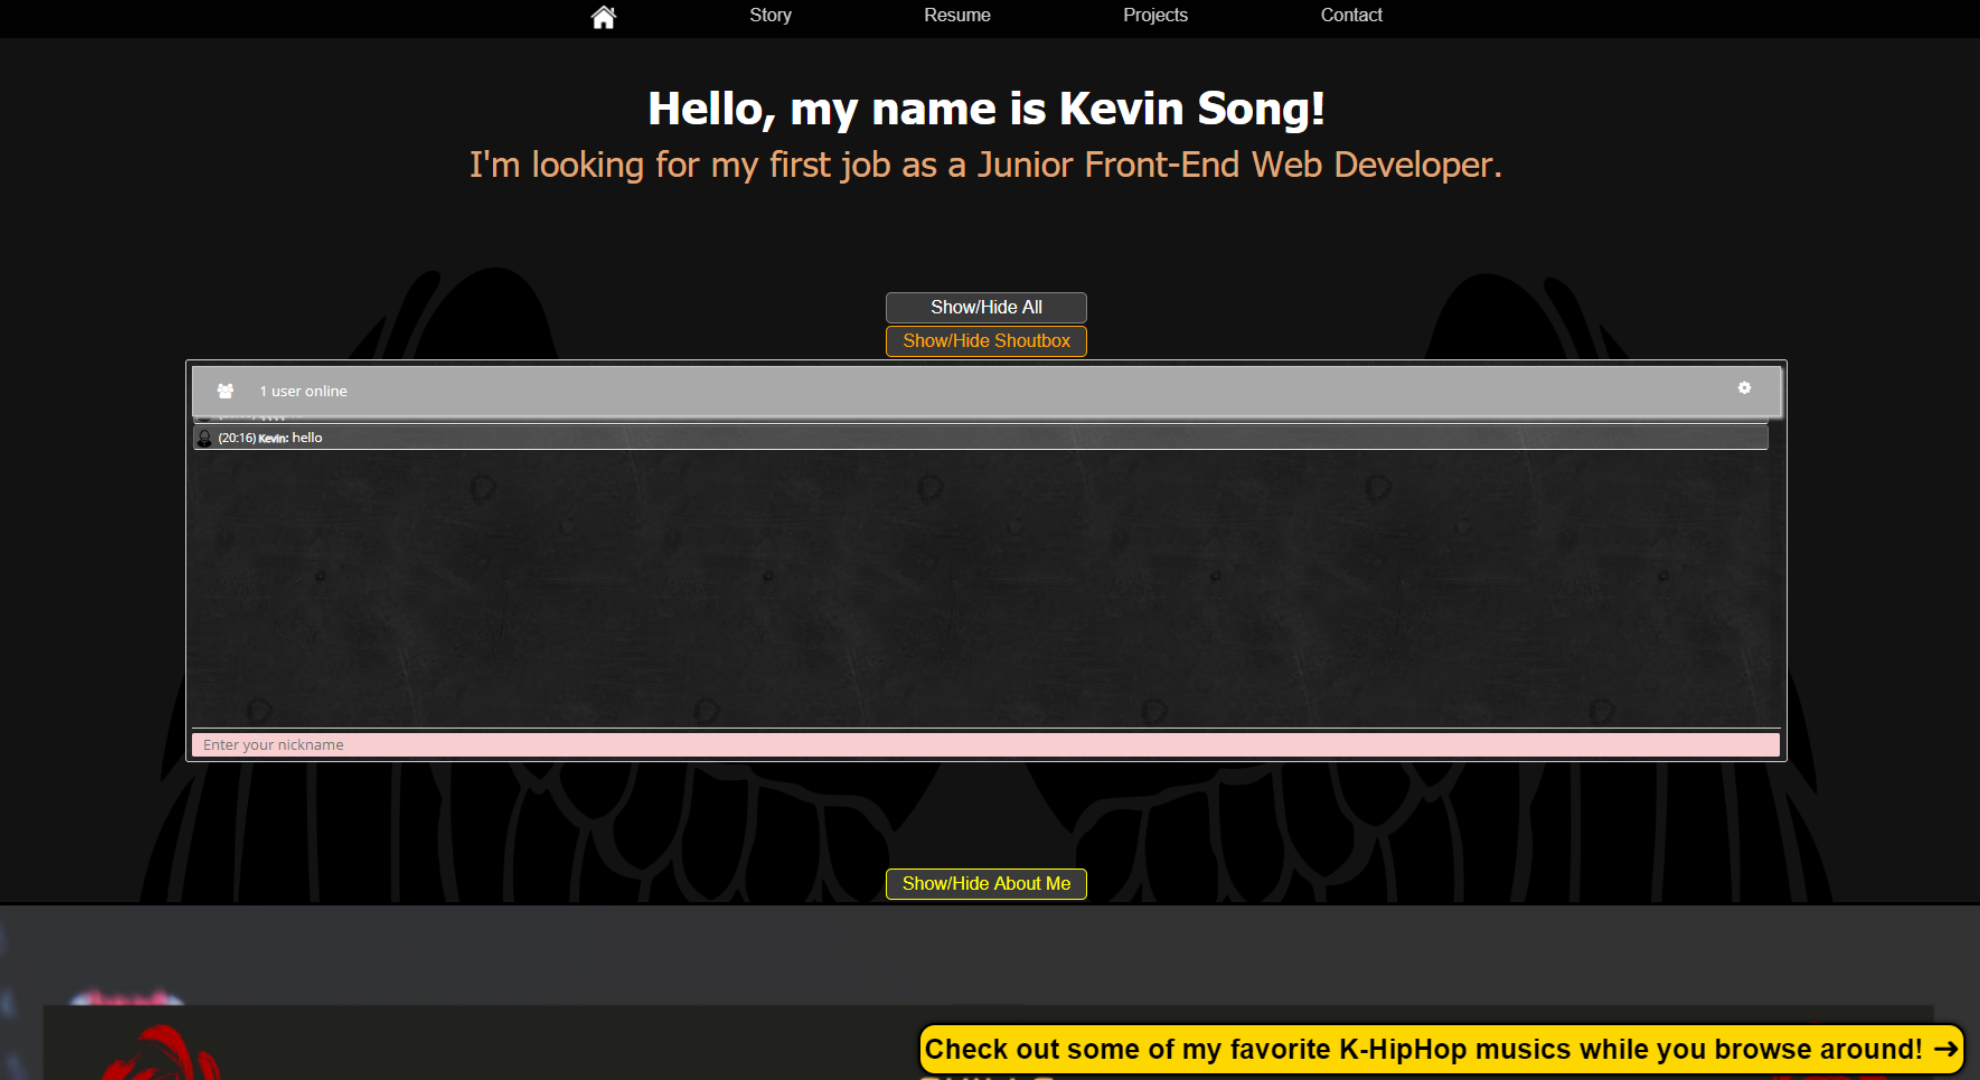 Story Resume Projects Contact
Hello, my name is Kevin Song!
I'm looking for my first job as a Junior Front-End Web Developer.
Show/Hide All
Show/Hide Shoutbox
1 user online
(20:16) Kevin: hello
Enter your nickname
Show/Hide About Me
Check out some of my favorite K-HipHop musics while you browse around! →